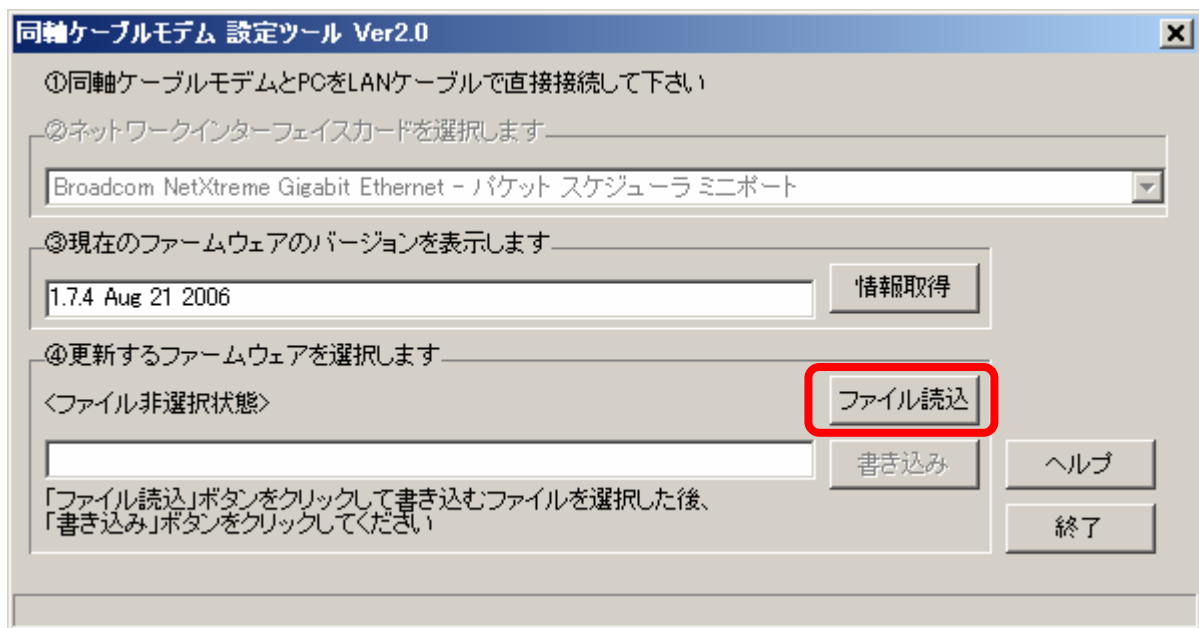 同軸ケーブルモデム 設定ツール Ver2.0
①同軸ケーブルモデムとPCをLANケーブルで直接接続して下さい
②ネットワークインターフェイスカードを選択します
Broadcom NetXtreme Gigabit Ethernet - パケット スケジューラ ミニポート
③現在のファームウェアのバージョンを表示します
1.7.4 Aug 21 2006
情報取得
④更新するファームウェアを選択します
<ファイル非選択状態>
ファイル読込
書き込み
ヘルプ
「ファイル読込」ボタンをクリックして書き込むファイルを選択した後、
「書き込み」ボタンをクリックしてください
終了